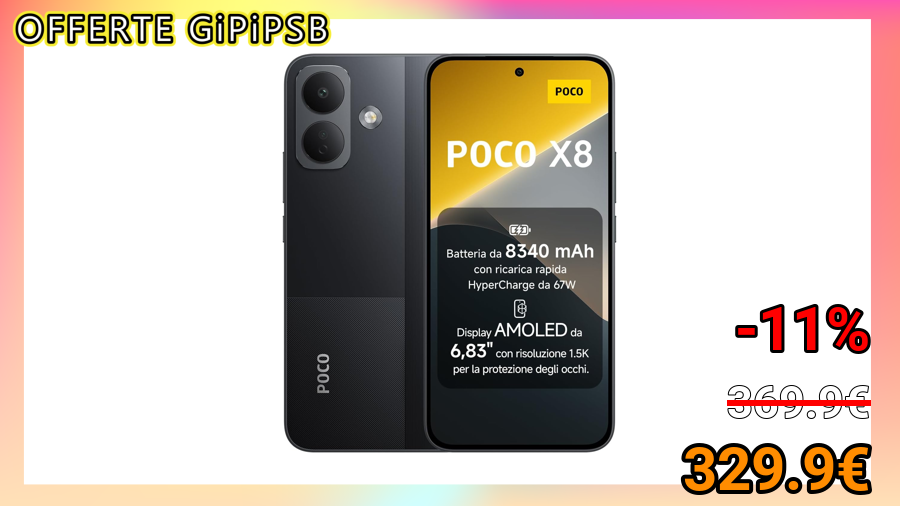 OFFERTE GiPiPSB
POCO
POCO X8
Batteria da 8340 mAh
con ricarica rapida
HyperCharge da 67W
Display AMOLED da
6,83" con risoluzione 1.5K
per la protezione degli occhi.
POCO
-11%
369.9€
329.9€